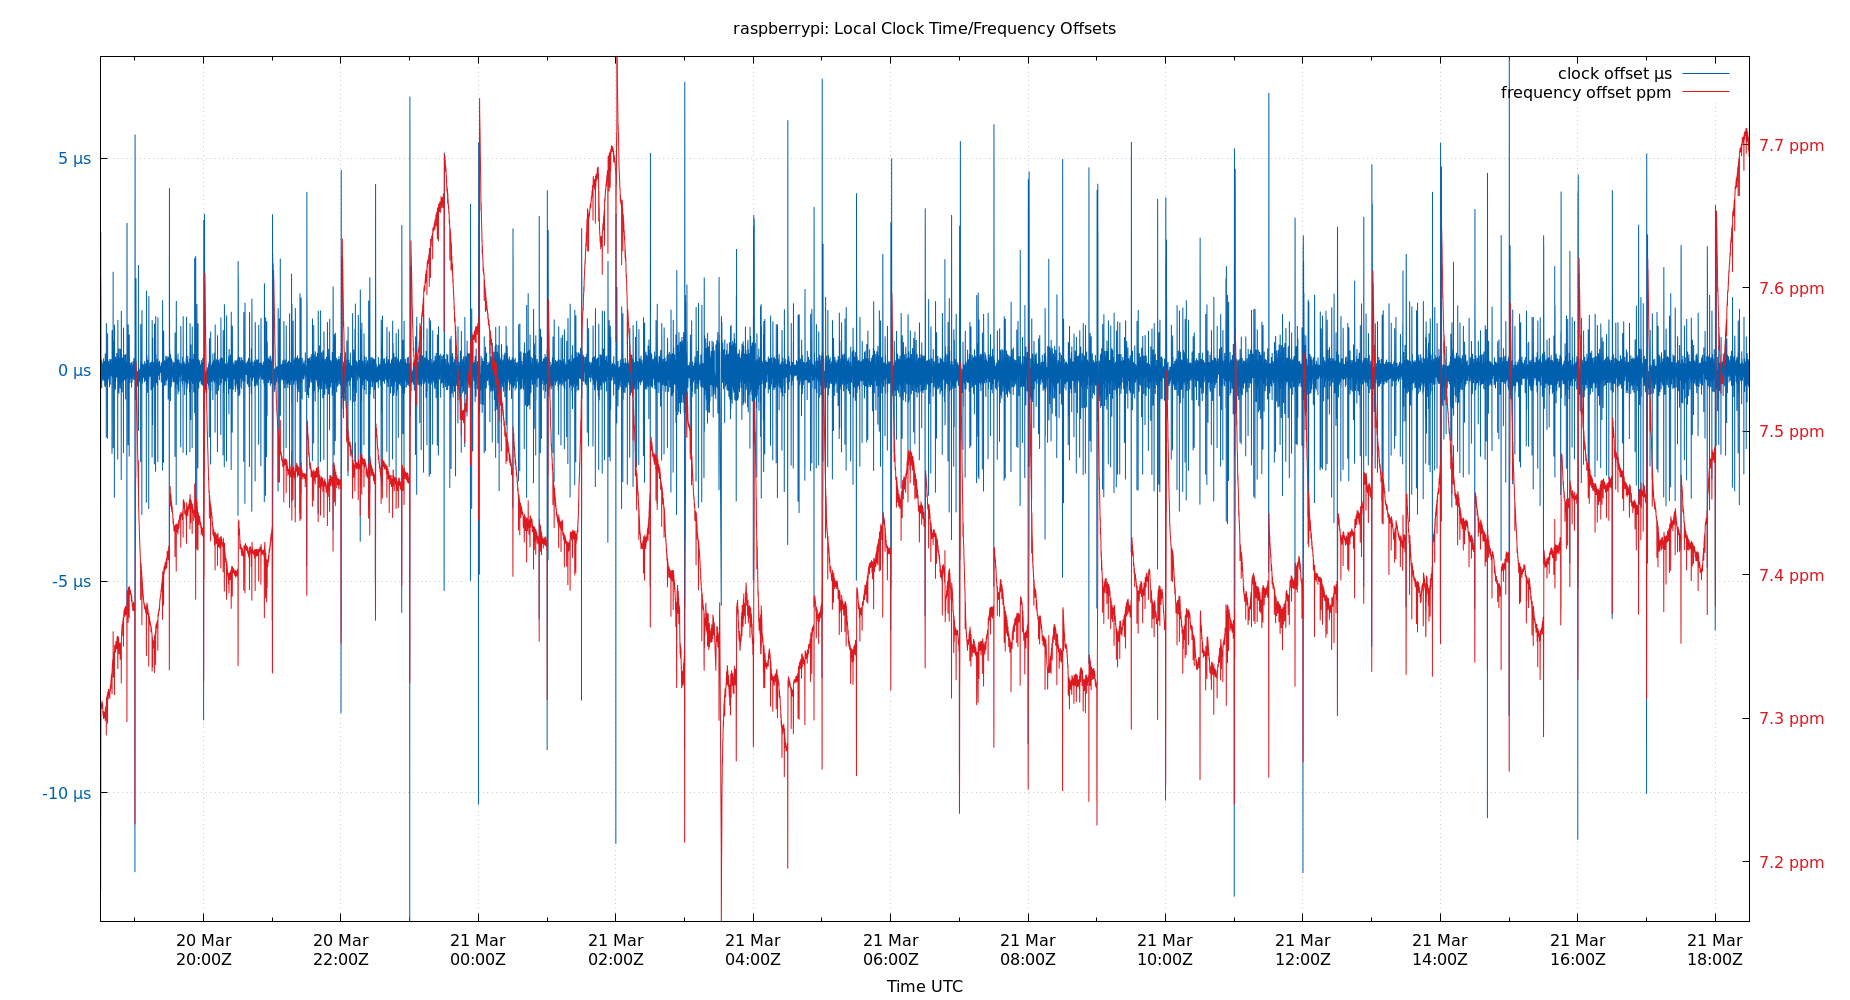 raspberrypi: Local Clock Time/Frequency Offsets
clock offset µs
frequency offset ppm
5 µs
0 µs
-5 µs
-10 µs
7.7 ppm
7.6 ppm
7.5 ppm
7.4 ppm
7.3 ppm
7.2 ppm
20 Mar 20 Mar 21 Mar 21 Mar 21 Mar 21 Mar 21 Mar 21 Mar 21 Mar 21 Mar 21 Mar 21 Mar
20:00Z 22:00Z 00:00Z 02:00Z 04:00Z 06:00Z 08:00Z 10:00Z 12:00Z 14:00Z 16:00Z 18:00Z
Time UTC